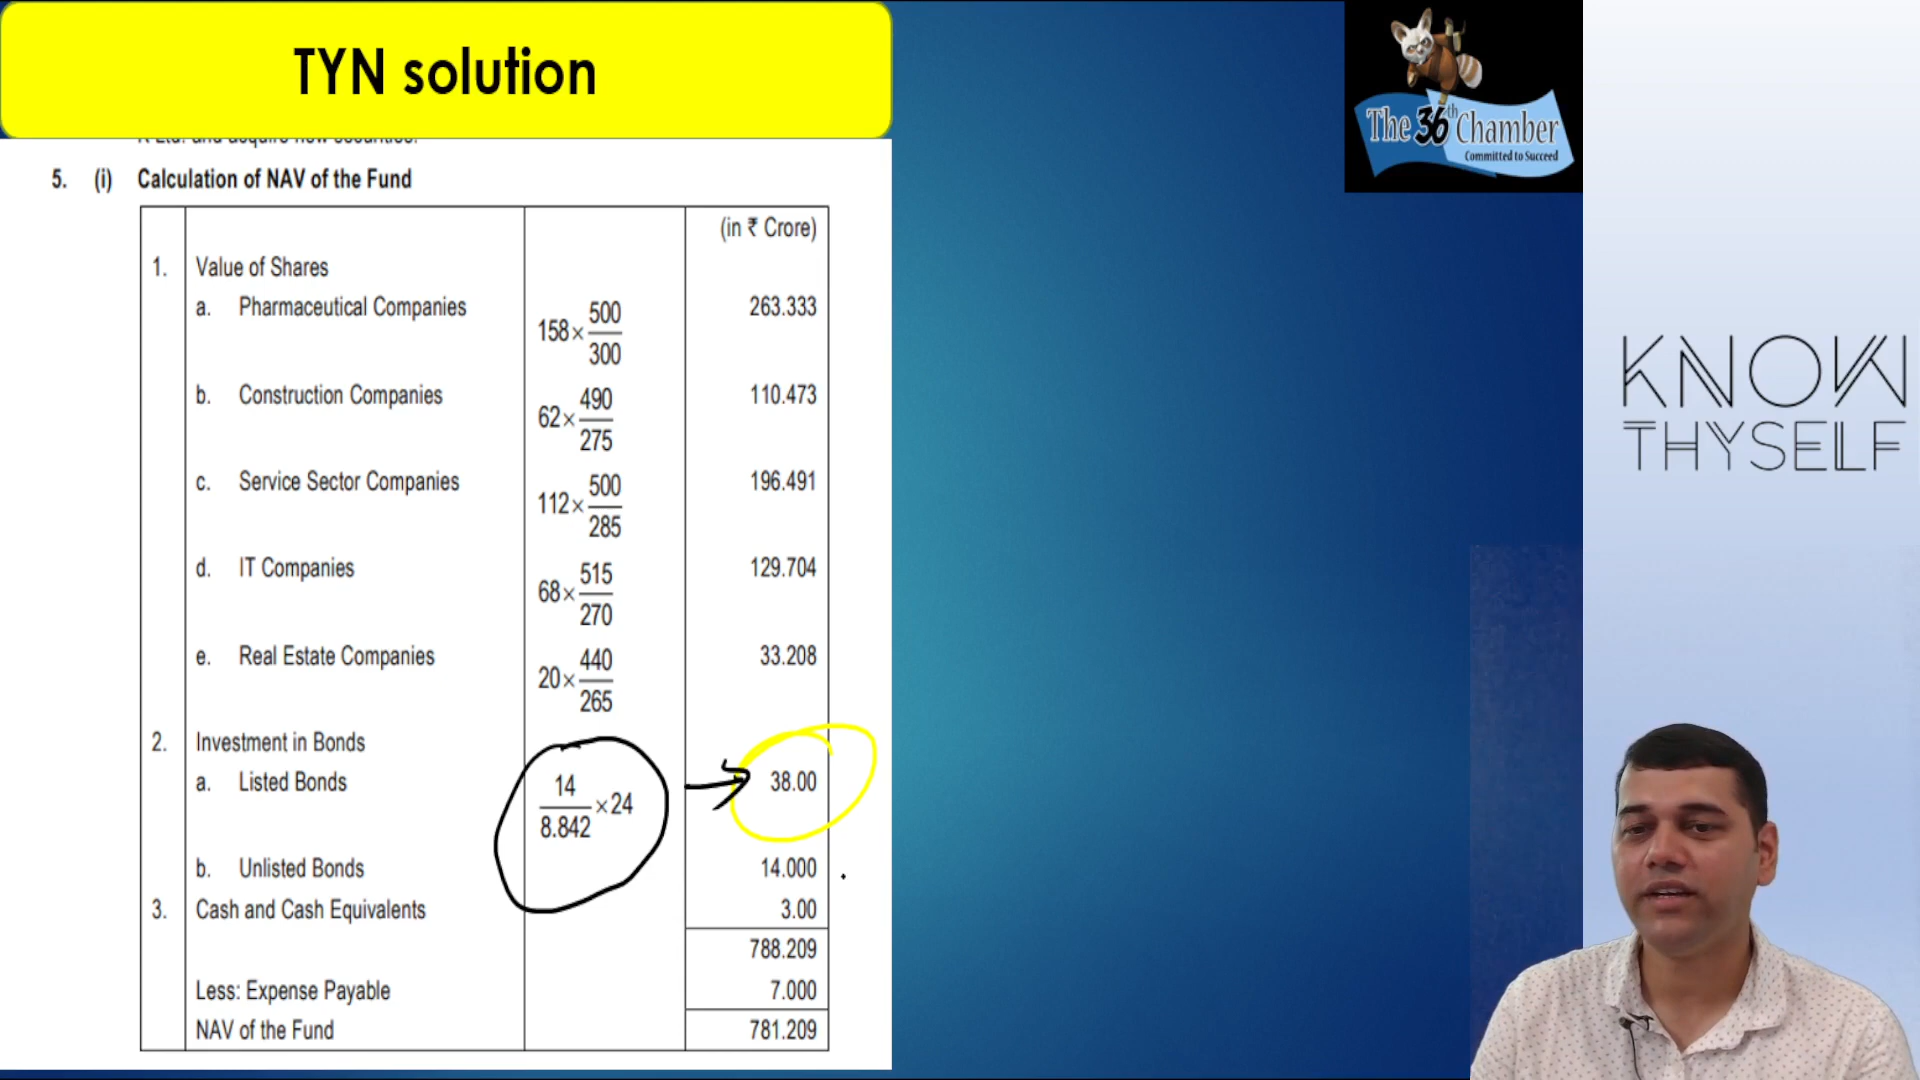 TYN solution
K Ltd. and acquire new securities.
5. (i) Calculation of NAV of the Fund
(in ₹ Crore)
1. Value of Shares
a. Pharmaceutical Companies 158× 500/300 263.333
b. Construction Companies 62× 490/275 110.473
c. Service Sector Companies 112× 500/285 196.491
d. IT Companies 68× 515/270 129.704
e. Real Estate Companies 20× 440/265 33.208
2. Investment in Bonds
a. Listed Bonds 14/8.842 ×24 38.00
b. Unlisted Bonds 14.000
3. Cash and Cash Equivalents 3.00
788.209
Less: Expense Payable 7.000
NAV of the Fund 781.209
The 36th Chamber
Committed to Succeed
KNOW
THYSELF